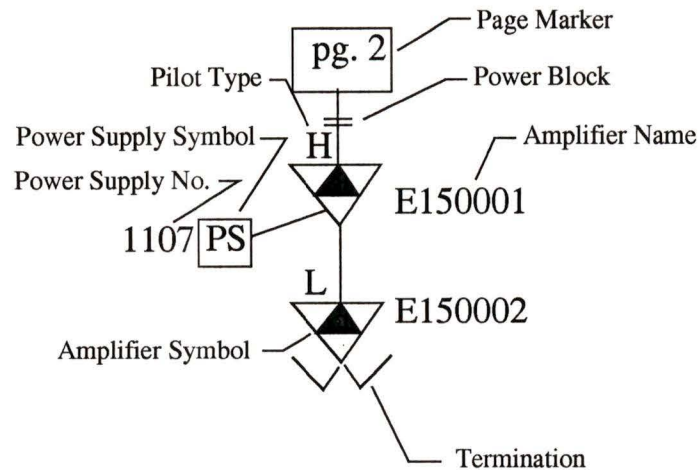 Page Marker
pg. 2
Pilot Type
Power Block
Power Supply Symbol
H
Amplifier Name
Power Supply No.
E150001
1107 PS
L
E150002
Amplifier Symbol
Termination